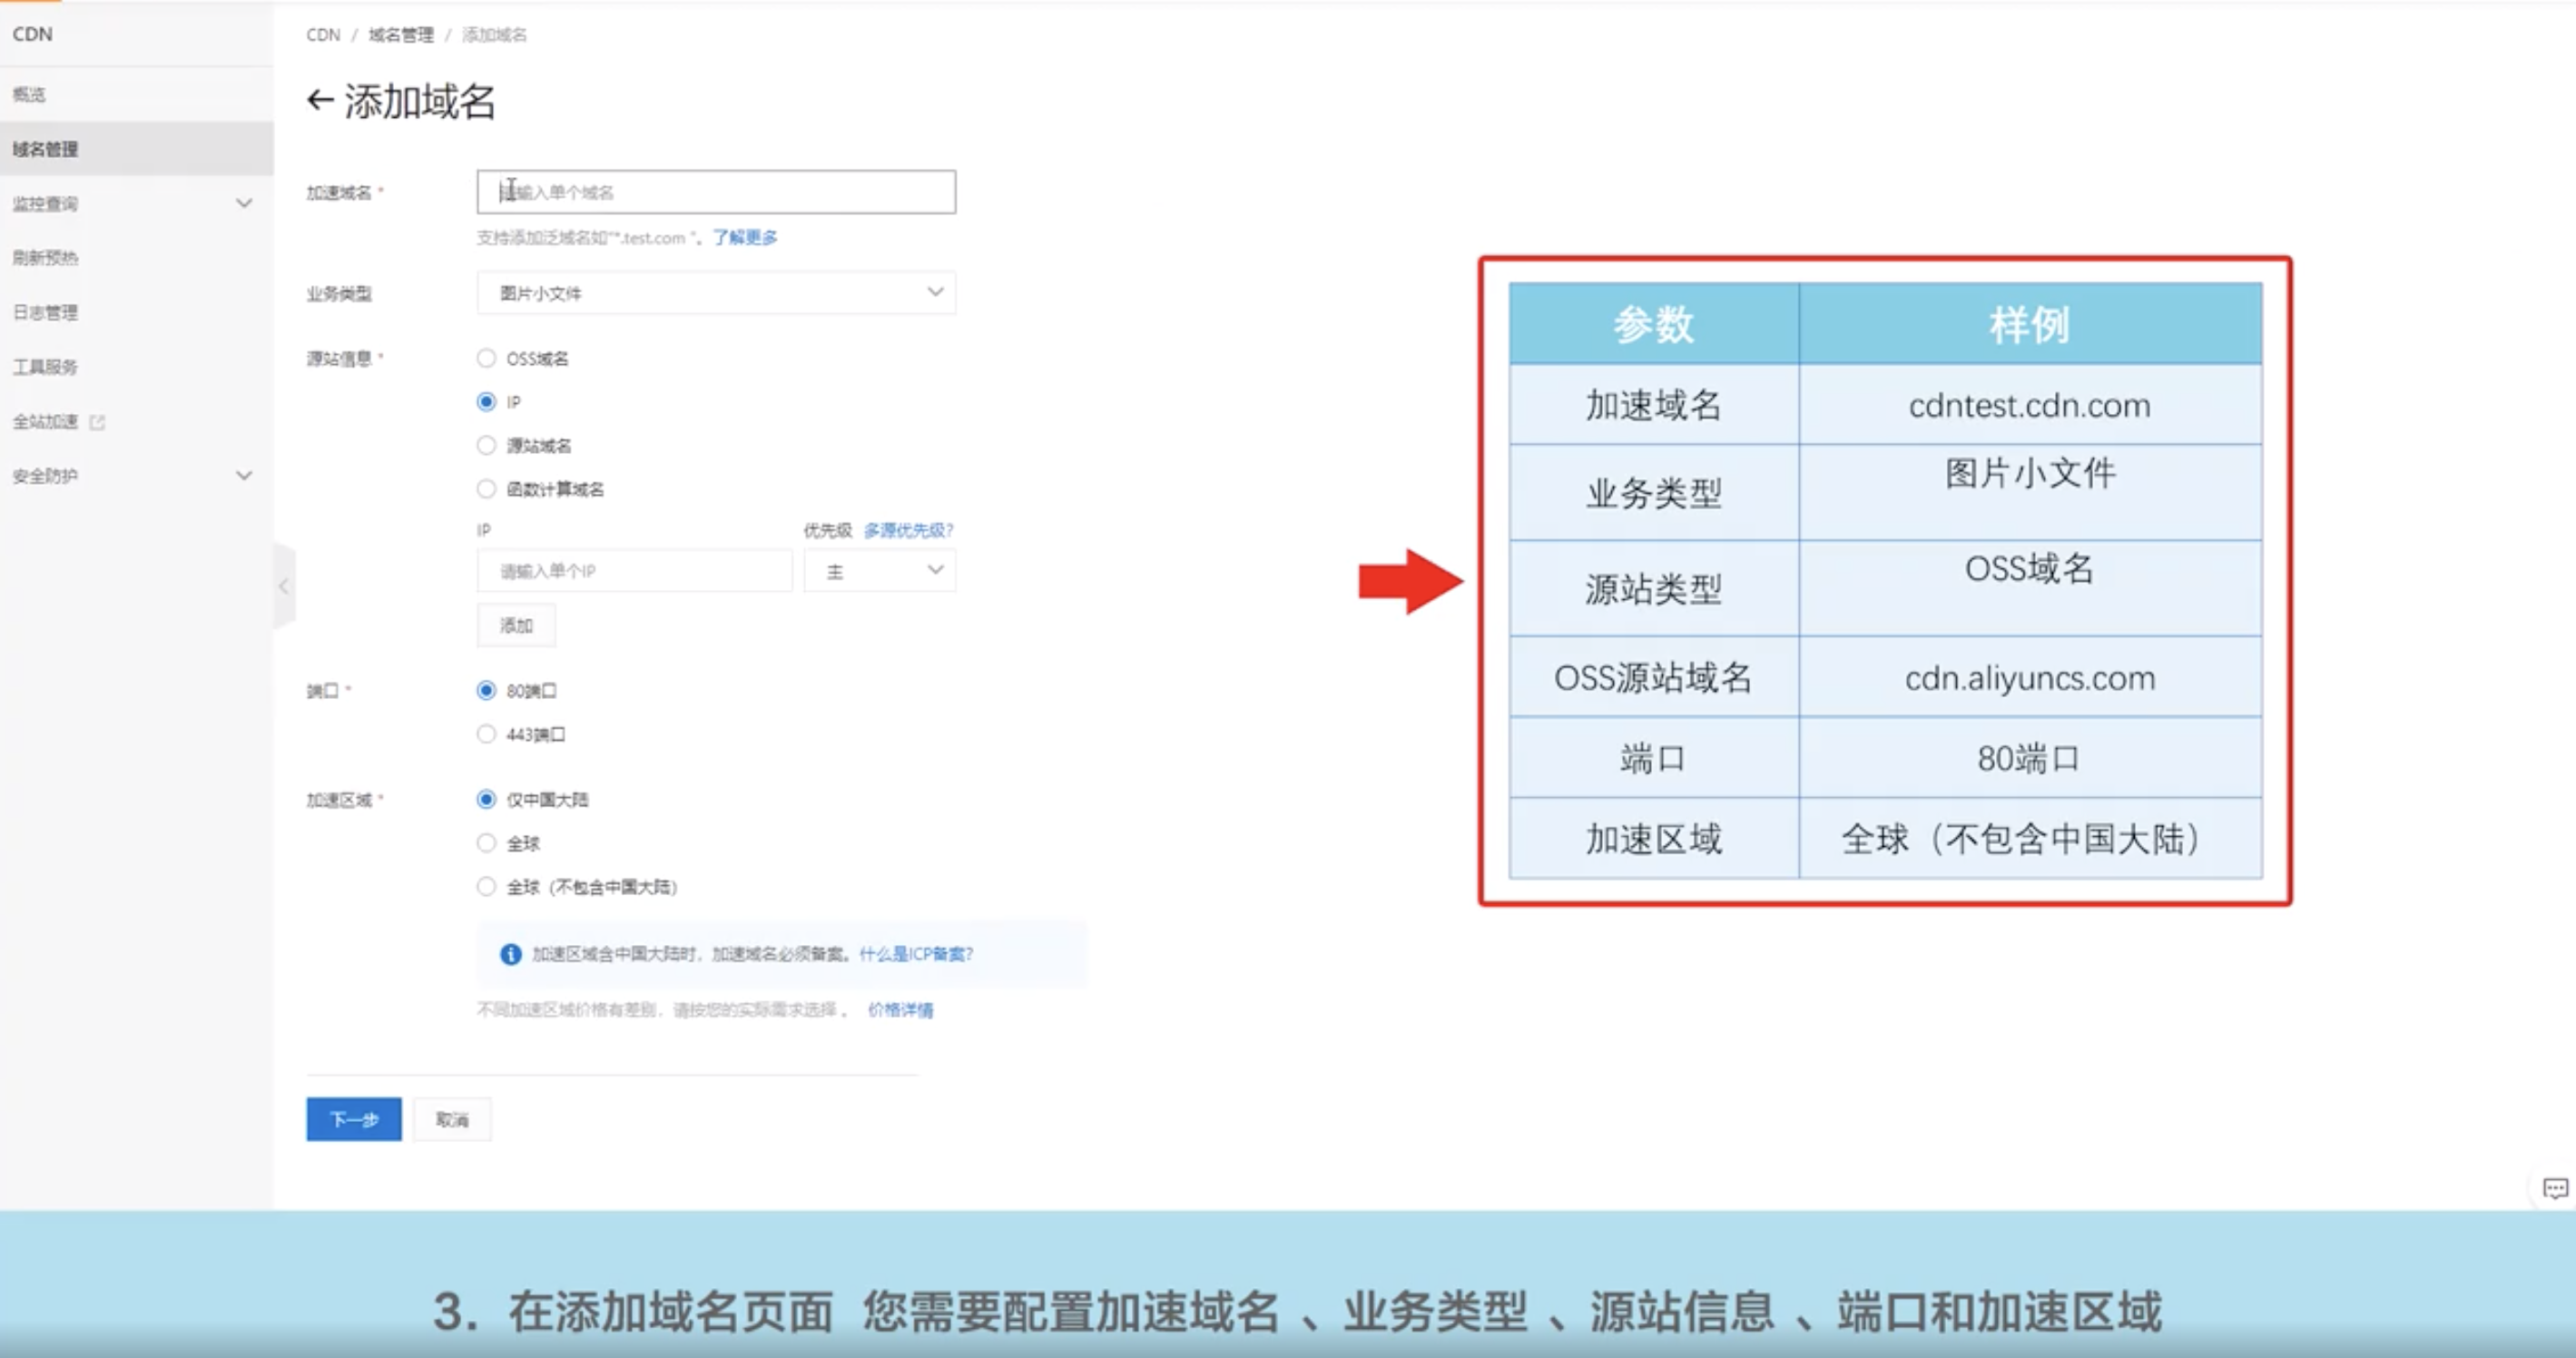 CDN
概览
域名管理
监控查询
刷新预热
日志管理
工具服务
全站加速
安全防护
CDN / 域名管理 / 添加域名
← 添加域名
加速域名 *
输入单个域名
支持添加泛域名如"*.test.com "。了解更多
业务类型
图片小文件
源站信息 *
OSS域名
IP
源站域名
函数计算域名
IP
优先级 多源优先级?
请输入单个IP
主
添加
端口 *
80端口
443端口
加速区域 *
仅中国大陆
全球
全球（不包含中国大陆）
加速区域含中国大陆时，加速域名必须备案。什么是ICP备案?
不同加速区域价格有差别，请按您的实际需求选择 。 价格详情
下一步 取消
参数 样例
加速域名 cdntest.cdn.com
业务类型 图片小文件
源站类型 OSS域名
OSS源站域名 cdn.aliyuncs.com
端口 80端口
加速区域 全球（不包含中国大陆）
3. 在添加域名页面 您需要配置加速域名 、业务类型 、源站信息 、端口和加速区域